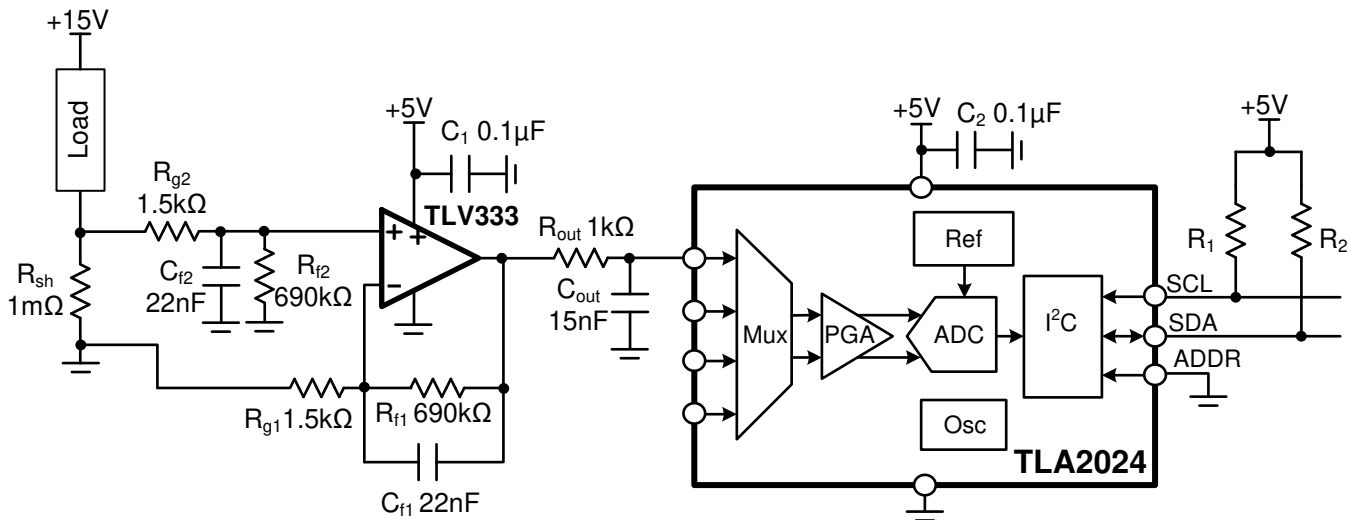 +15V
Load
Rg2
1.5kΩ
Rsh
1mΩ
Cf2
22nF
Rf2
690kΩ
+5V
C1 0.1µF
TLV333
+
+
−
Rg1 1.5kΩ
Rf1 690kΩ
Cf1 22nF
Rout 1kΩ
Cout
15nF
+5V
C2 0.1µF
Mux
PGA
Ref
ADC
Osc
I²C
TLA2024
+5V
R1
R2
SCL
SDA
ADDR